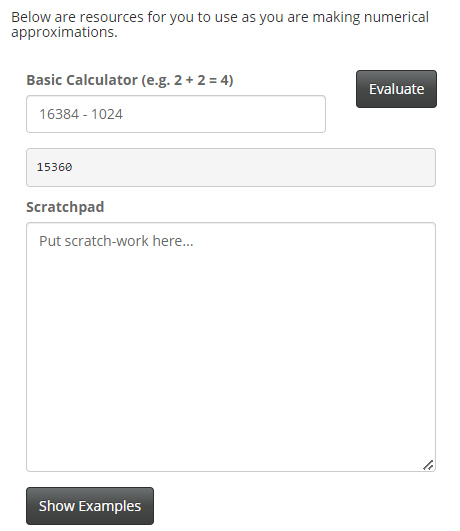 Below are resources for you to use as you are making numerical
approximations.
Basic Calculator (e.g. 2 + 2 = 4)
Evaluate
16384 - 1024
15360
Scratchpad
Put scratch-work here...
Show Examples